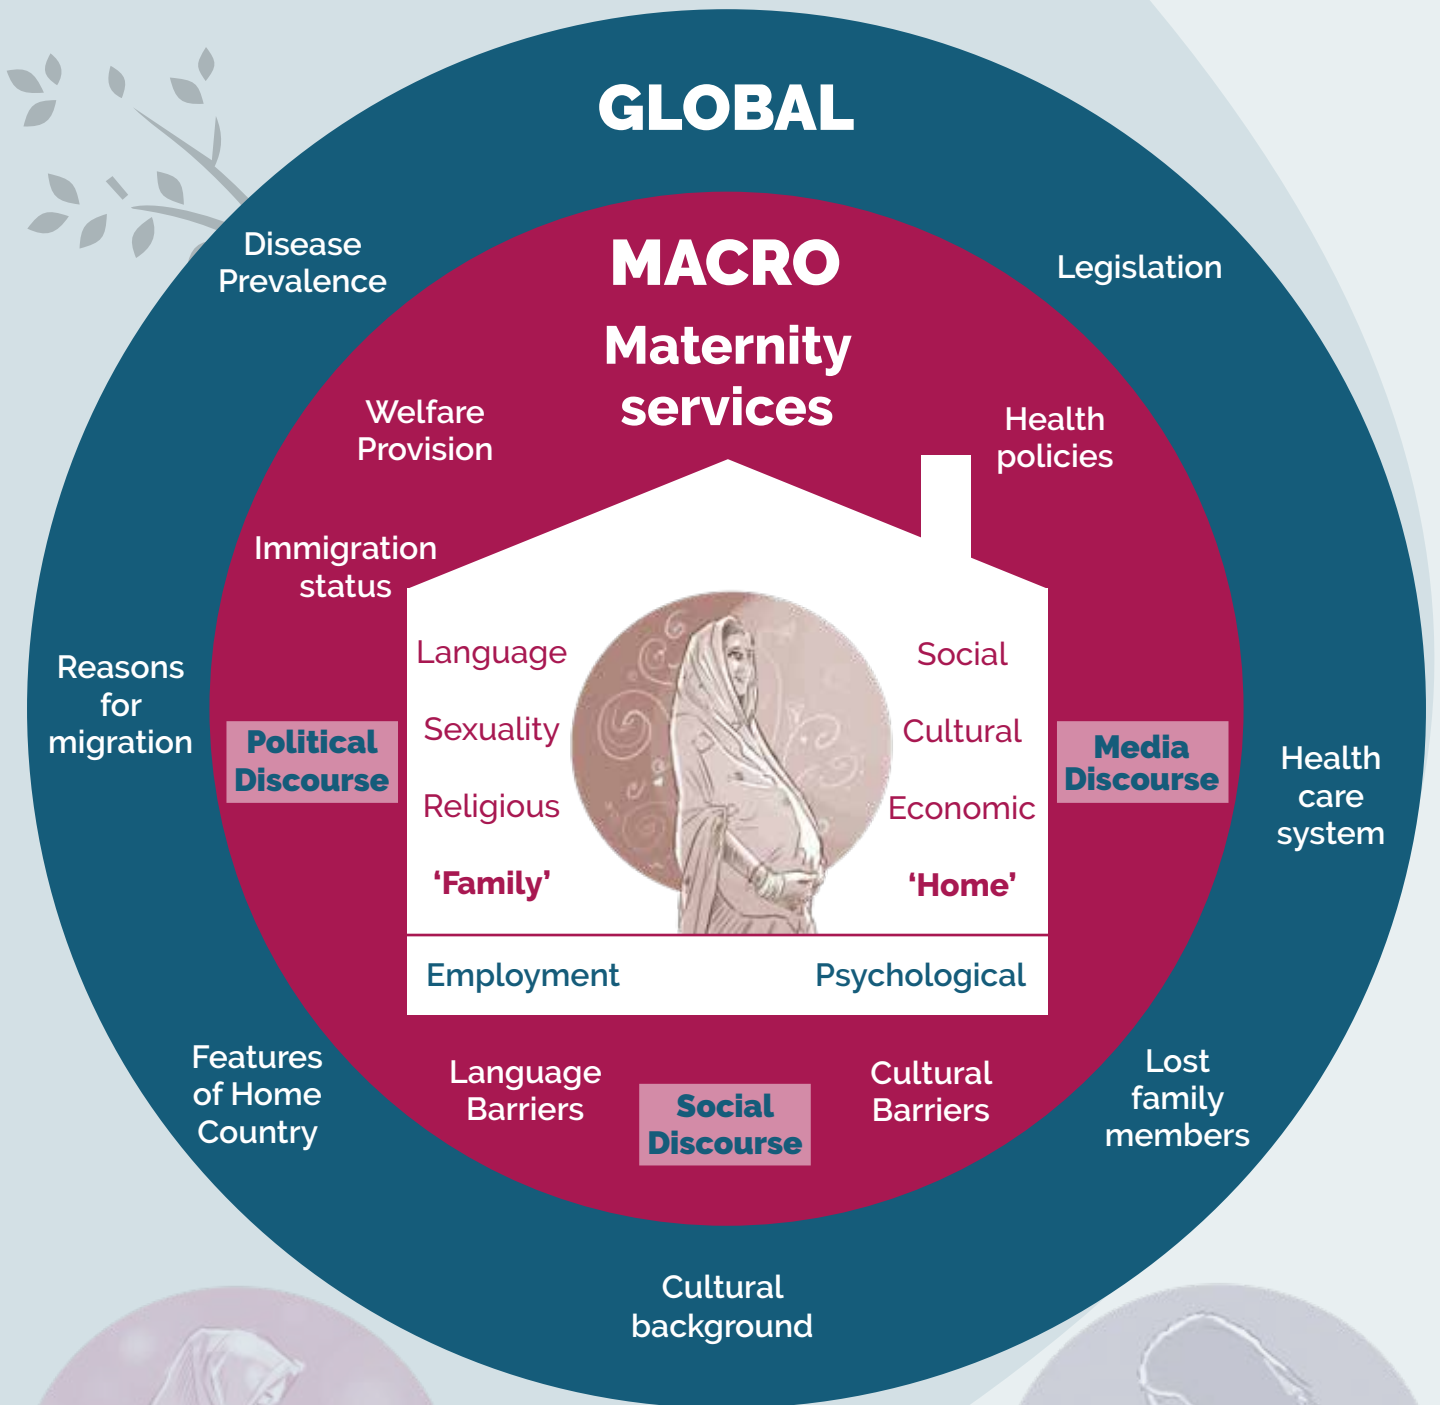 GLOBAL
Disease
Prevalence
Legislation
MACRO
Maternity
services
Welfare
Provision
Health
policies
Immigration
status
Reasons
for
migration
Political
Discourse
Language
Sexuality
Religious
‘Family’
Social
Cultural
Economic
‘Home’
Media
Discourse
Health
care
system
Employment
Psychological
Features
of Home
Country
Language
Barriers
Social
Discourse
Cultural
Barriers
Lost
family
members
Cultural
background